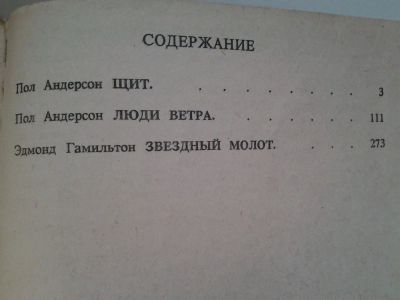 СОДЕРЖАНИЕ
Пол Андерсон ЩИТ. . . . . . . . 3
Пол Андерсон ЛЮДИ ВЕТРА. . . . . . 111
Эдмонд Гамильтон ЗВЕЗДНЫЙ МОЛОТ. . . . 273